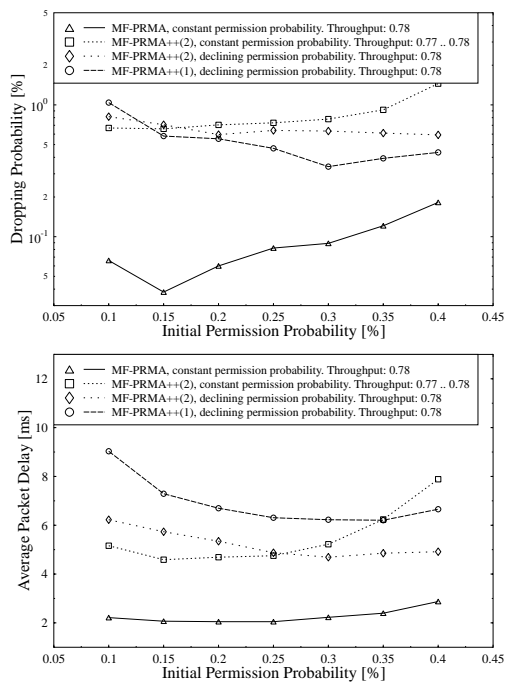 MF-PRMA, constant permission probability. Throughput: 0.78
MF-PRMA++(2), constant permission probability. Throughput: 0.77 .. 0.78
MF-PRMA++(2), declining permission probability. Throughput: 0.78
MF-PRMA++(1), declining permission probability. Throughput: 0.78
Dropping Probability [%]
5
2
10^0
5
2
10^-1
5
0.05 0.1 0.15 0.2 0.25 0.3 0.35 0.4 0.45
Initial Permission Probability [%]
MF-PRMA, constant permission probability. Throughput: 0.78
MF-PRMA++(2), constant permission probability. Throughput: 0.77 .. 0.78
MF-PRMA++(2), declining permission probability. Throughput: 0.78
MF-PRMA++(1), declining permission probability. Throughput: 0.78
Average Packet Delay [ms]
12
10
8
6
4
2
0.05 0.1 0.15 0.2 0.25 0.3 0.35 0.4 0.45
Initial Permission Probability [%]